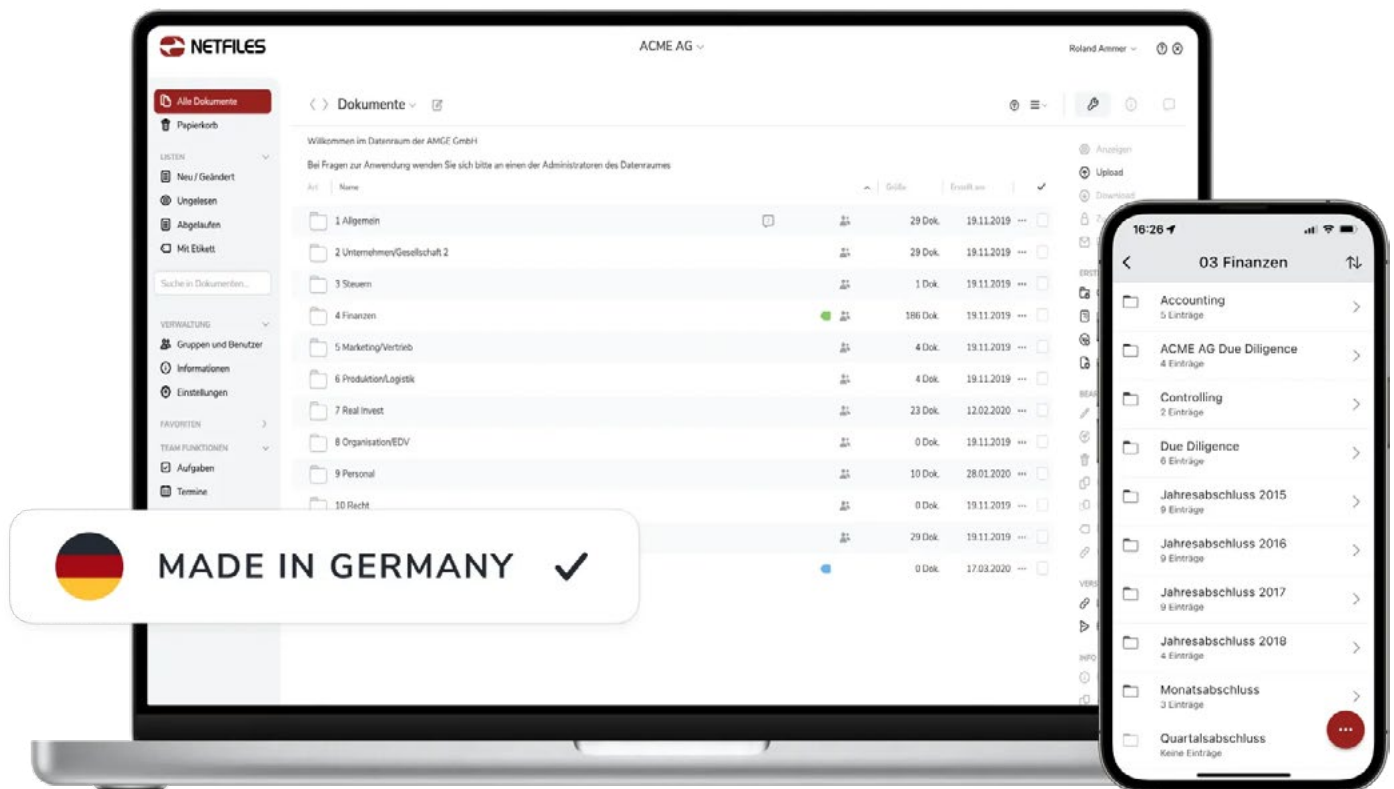 NETFILES
ACME AG
Roland Ammer
Alle Dokumente
Papierkorb
LISTEN
Neu / Geändert
Ungelesen
Abgelaufen
Mit Etikett
Suche in Dokumenten...
VERWALTUNG
Gruppen und Benutzer
Informationen
Einstellungen
FAVORITEN
TEAM FUNKTIONEN
Aufgaben
Termine
Dokumente
Willkommen im Datenraum der AMGE GmbH
Bei Fragen zur Anwendung wenden Sie sich bitte an einen der Administratoren des Datenraumes
Art Name Größe Erstellt am
1 Allgemein 29 Dok. 19.11.2019
2 Unternehmen/Gesellschaft 2 29 Dok. 19.11.2019
3 Steuern 1 Dok. 19.11.2019
4 Finanzen 186 Dok. 19.11.2019
5 Marketing/Vertrieb 4 Dok. 19.11.2019
6 Produktion/Logistik 4 Dok. 19.11.2019
7 Real Invest 23 Dok. 12.02.2020
8 Organisation/EDV 0 Dok. 19.11.2019
9 Personal 10 Dok. 28.01.2020
10 Recht 0 Dok. 19.11.2019
29 Dok. 19.11.2019
0 Dok. 17.03.2020
Anzeigen
Upload
Download
INFO
MADE IN GERMANY
16:26
03 Finanzen
Accounting
5 Einträge
ACME AG Due Diligence
4 Einträge
Controlling
2 Einträge
Due Diligence
6 Einträge
Jahresabschluss 2015
9 Einträge
Jahresabschluss 2016
9 Einträge
Jahresabschluss 2017
9 Einträge
Jahresabschluss 2018
4 Einträge
Monatsabschluss
3 Einträge
Quartalsabschluss
Keine Einträge